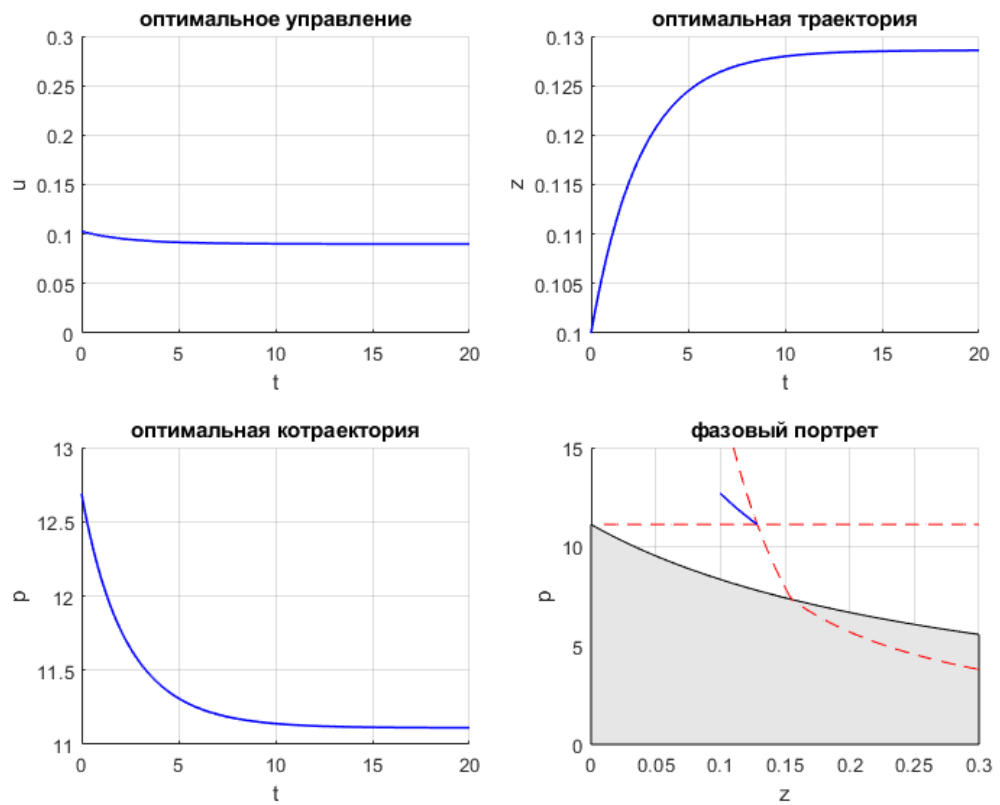 оптимальное управление
0.3
0.25
0.2
0.15
0.1
0.05
0
u
0 5 10 15 20
t
оптимальная траектория
0.13
0.125
0.12
0.115
0.11
0.105
0.1
z
0 5 10 15 20
t
оптимальная котраектория
13
12.5
12
11.5
11
p
0 5 10 15 20
t
фазовый портрет
15
10
5
0
p
0 0.05 0.1 0.15 0.2 0.25 0.3
z